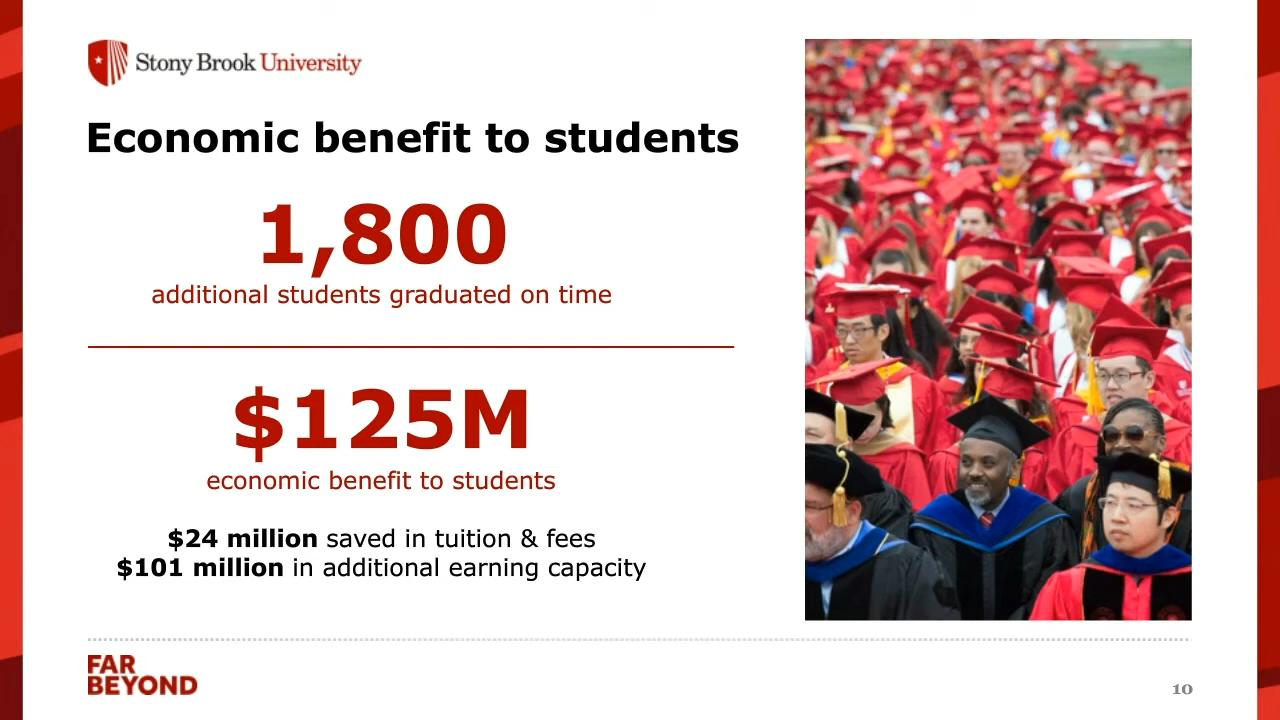 Stony Brook University
Economic benefit to students
1,800
additional students graduated on time
$125M
economic benefit to students
$24 million saved in tuition & fees
$101 million in additional earning capacity
FAR
BEYOND
10